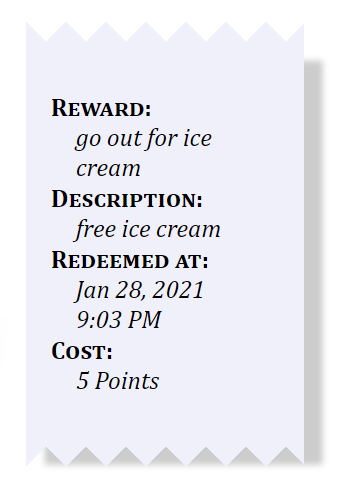 Reward:
go out for ice
cream
Description:
free ice cream
Redeemed at:
Jan 28, 2021
9:03 PM
Cost:
5 Points